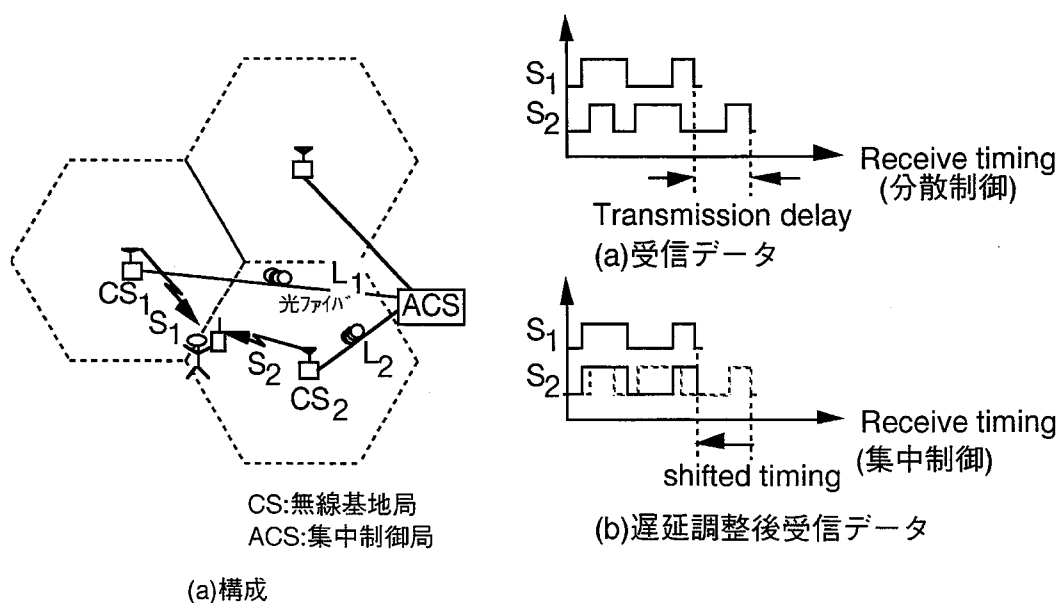 CS1
S1
光ファイバ
L1
ACS
L2
S2
CS2
CS:無線基地局
ACS:集中制御局
(a)構成
S1
S2
Receive timing
(分散制御)
Transmission delay
(a)受信データ
S1
S2
Receive timing
(集中制御)
shifted timing
(b)遅延調整後受信データ